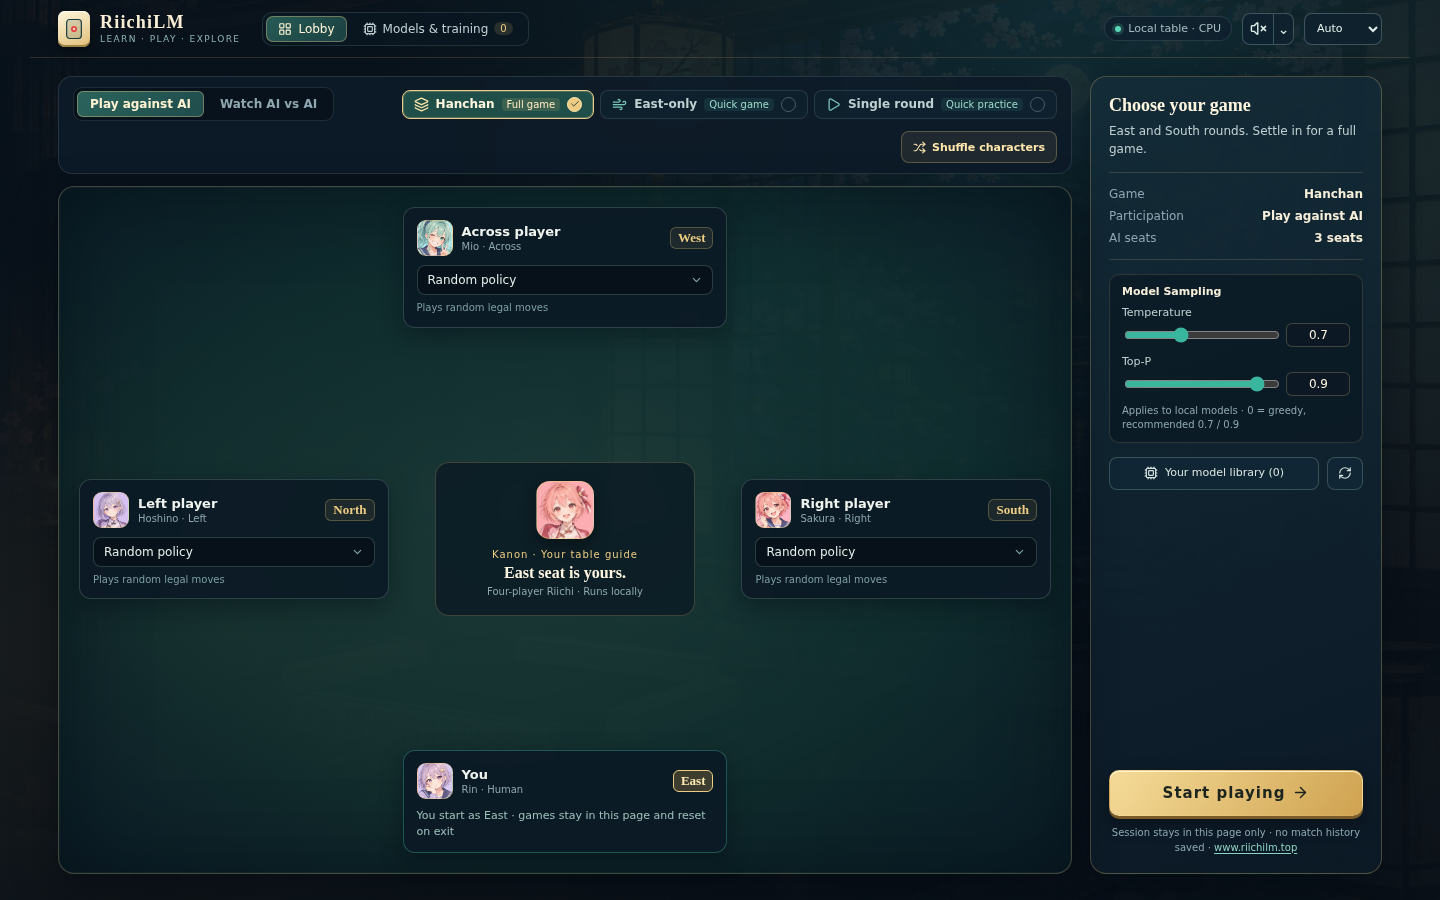 RiichiLM
LEARN · PLAY · EXPLORE
Lobby
Models & training 0
Local table · CPU
Auto
Play against AI
Watch AI vs AI
Hanchan Full game
East-only Quick game
Single round Quick practice
Shuffle characters
Across player
Mio · Across
West
Random policy
Plays random legal moves
Left player
Hoshino · Left
North
Random policy
Plays random legal moves
Kanon · Your table guide
East seat is yours.
Four-player Riichi · Runs locally
Right player
Sakura · Right
South
Random policy
Plays random legal moves
You
Rin · Human
East
You start as East · games stay in this page and reset
on exit
Choose your game
East and South rounds. Settle in for a full
game.
Game Hanchan
Participation Play against AI
AI seats 3 seats
Model Sampling
Temperature
0.7
Top-P
0.9
Applies to local models · 0 = greedy,
recommended 0.7 / 0.9
Your model library (0)
Start playing
Session stays in this page only · no match history
saved · www.riichilm.top